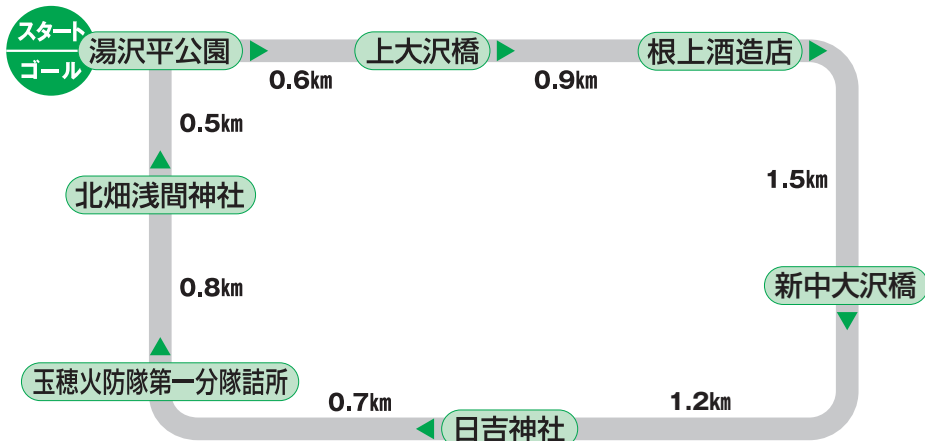 スタート
ゴール
湯沢平公園
0.6km
上大沢橋
0.9km
根上酒造店
1.5km
新中大沢橋
1.2km
日吉神社
0.7km
玉穂火防隊第一分隊詰所
0.8km
北畑浅間神社
0.5km